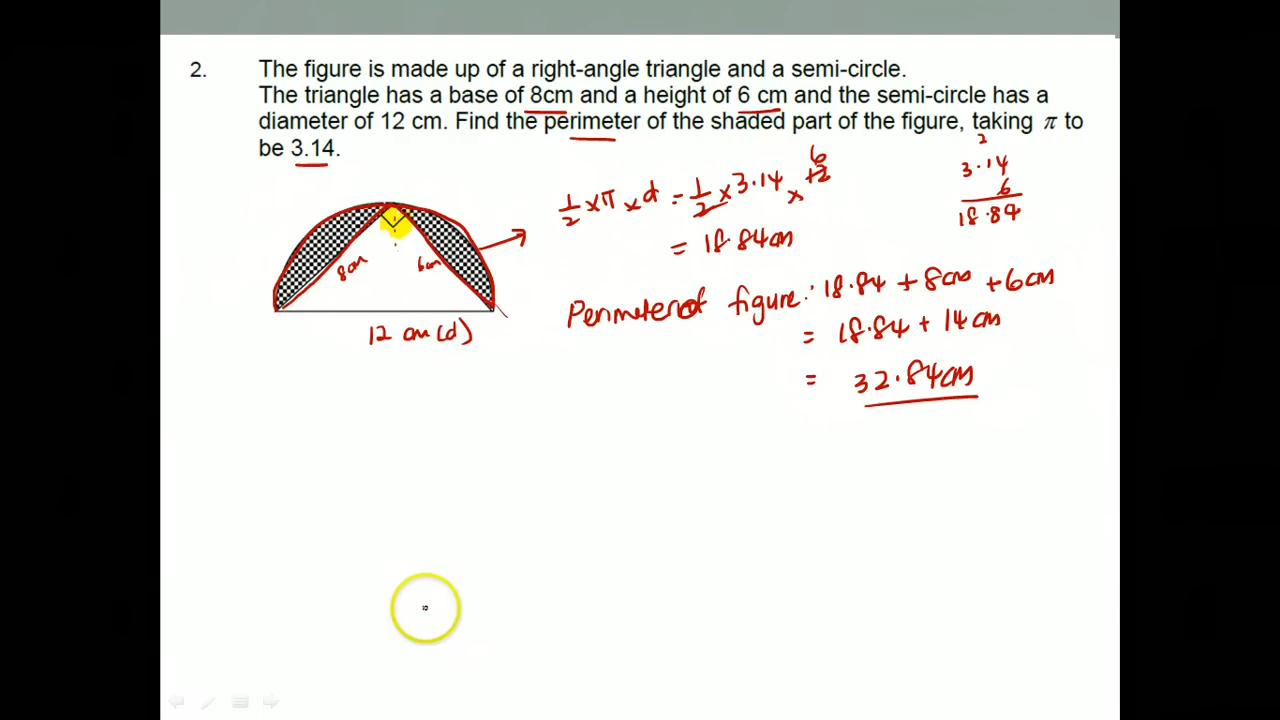 2. The figure is made up of a right-angle triangle and a semi-circle.
The triangle has a base of 8cm and a height of 6 cm and the semi-circle has a
diameter of 12 cm. Find the perimeter of the shaded part of the figure, taking π to
be 3.14.
1/2 × π × d = 1/2 × 3.14 × 12
6
= 18.84cm
2
3.14
6
18.84
8cm
6cm
12 cm (d)
Perimeter of figure: 18.84 + 8cm + 6cm
= 18.84 + 14cm
= 32.84cm